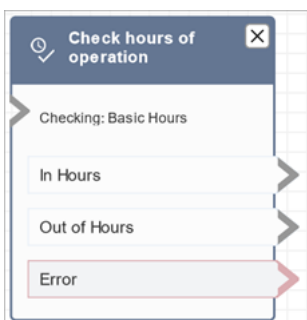 Check hours of
operation
Checking: Basic Hours
In Hours
Out of Hours
Error